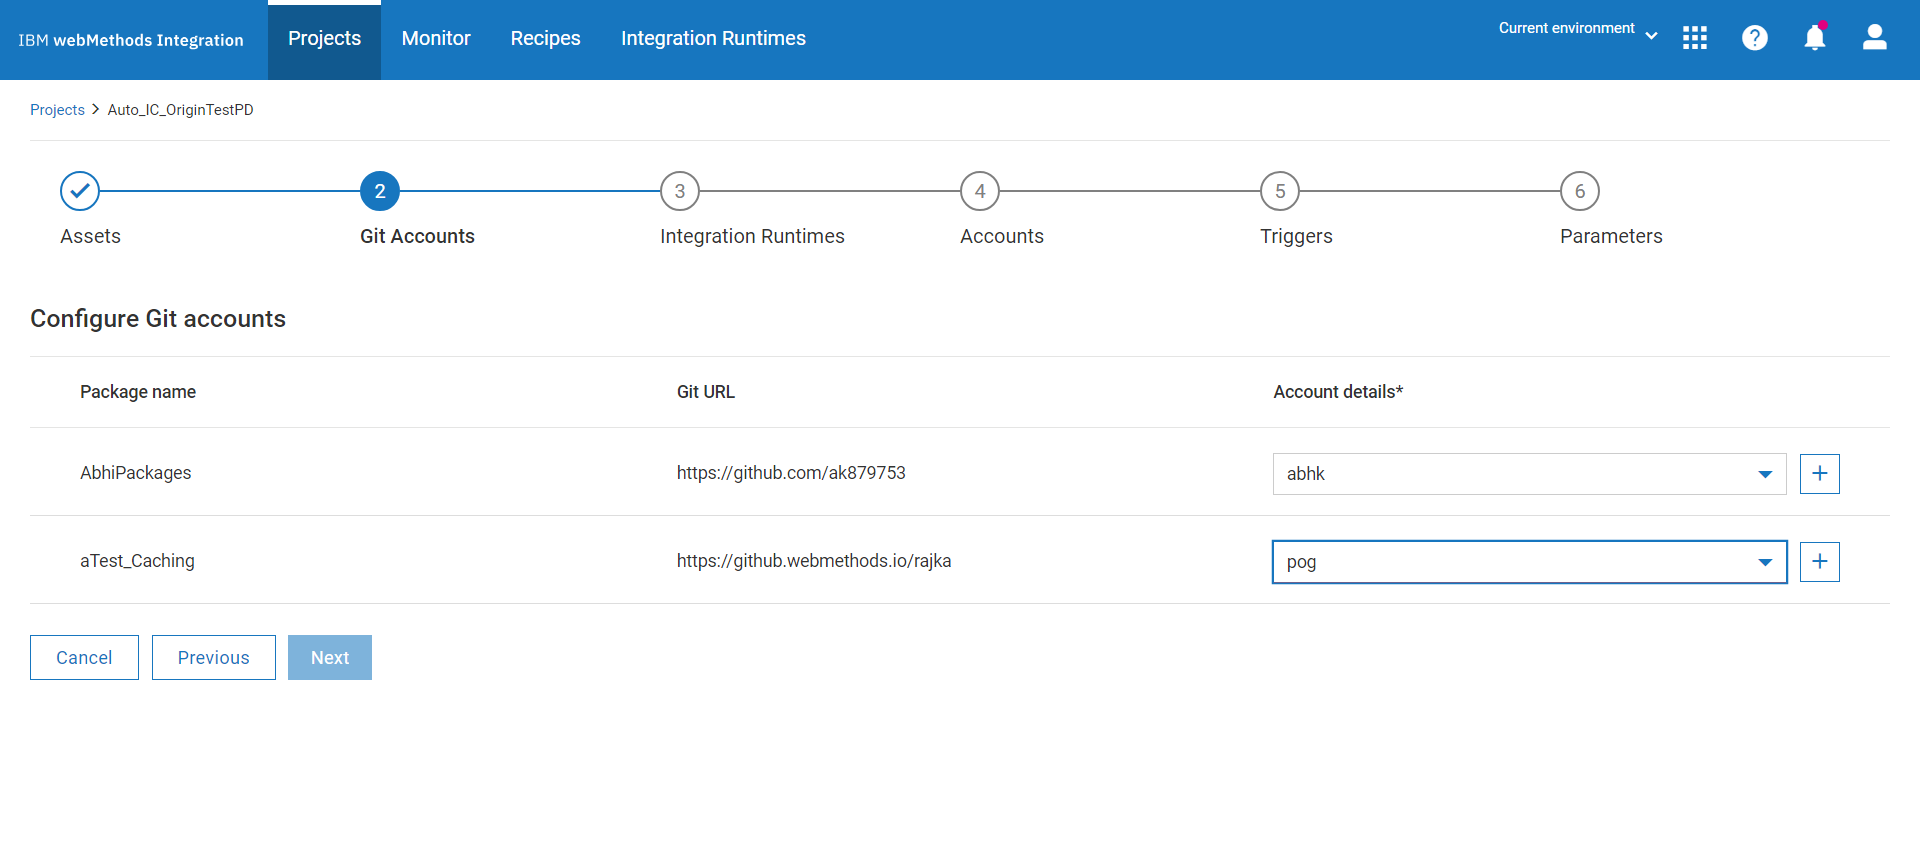 IBM webMethods Integration
Projects
Monitor
Recipes
Integration Runtimes
Current environment
?
Projects > Auto_IC_OriginTestPD
2
3
4
5
6
Assets
Git Accounts
Integration Runtimes
Accounts
Triggers
Parameters
Configure Git accounts
Package name
Git URL
Account details*
AbhiPackages
https://github.com/ak879753
abhk
+
aTest_Caching
https://github.webmethods.io/rajka
pog
+
Cancel
Previous
Next